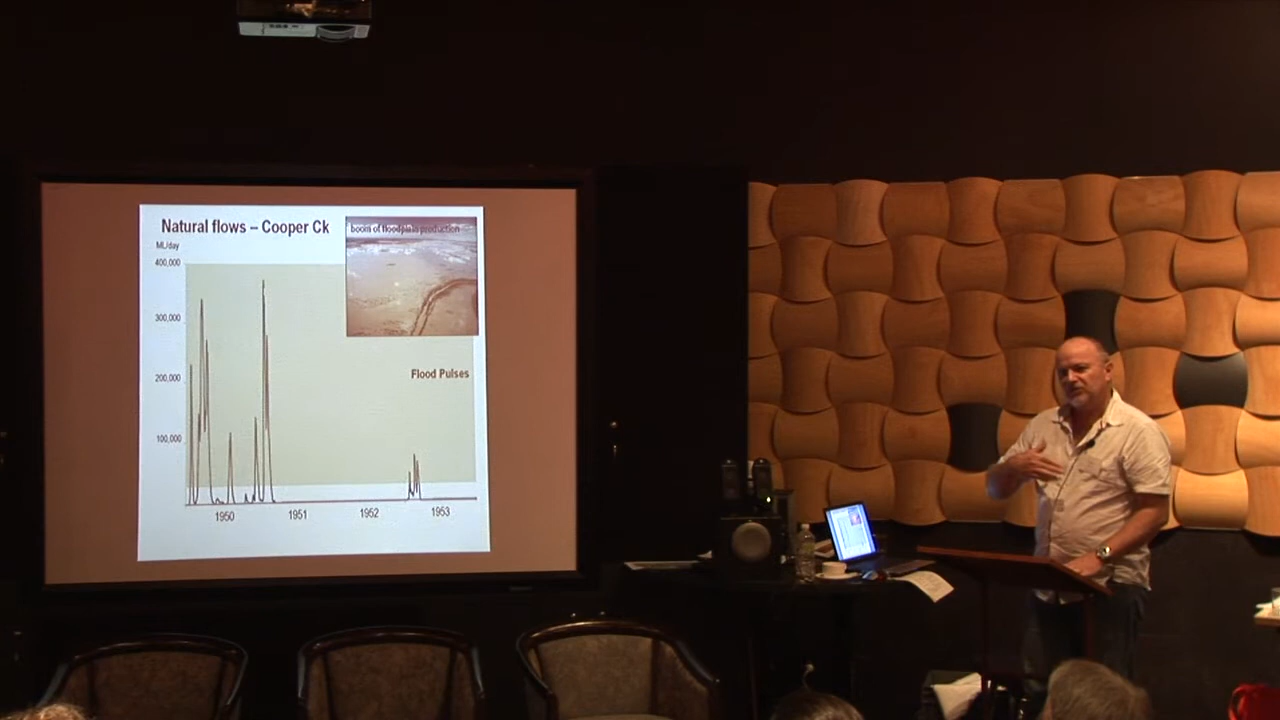 Natural flows – Cooper Ck
boom of floodplain production
ML/day
400,000
300,000
Flood Pulses
200,000
100,000
1950 1951 1952 1953